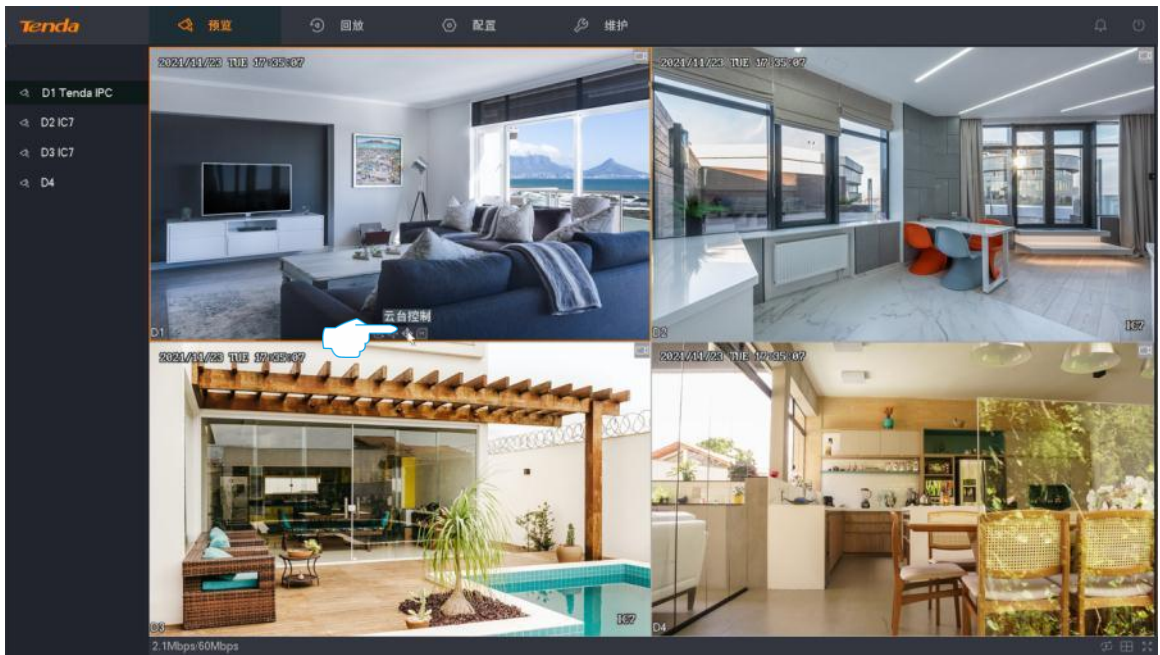 Tenda
预览
回放
配置
维护
D1 Tenda IPC
D2 IC7
D3 IC7
D4
2021/11/23 TUE 17:35:07
云台控制
D1
2021/11/23 TUE 17:35:07
D2
IC7
2021/11/23 TUE 17:35:07
D3
IC7
2021/11/23 TUE 17:35:07
D4
2.1Mbps/60Mbps